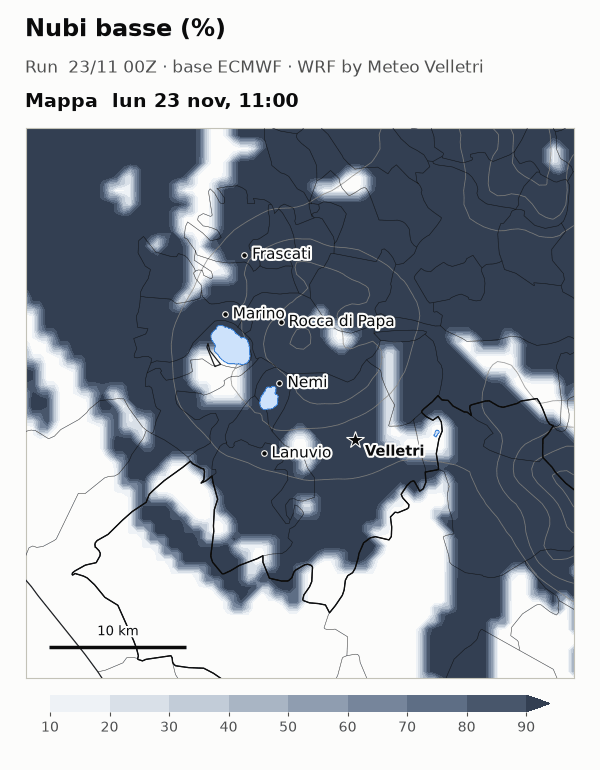 Nubi basse (%)
Run  23/11 00Z · base ECMWF · WRF by Meteo Velletri
Mappa  lun 23 nov, 11:00
Frascati
Marino
Rocca di Papa
Nemi
Velletri
Lanuvio
10 km
10 20 30 40 50 60 70 80 90